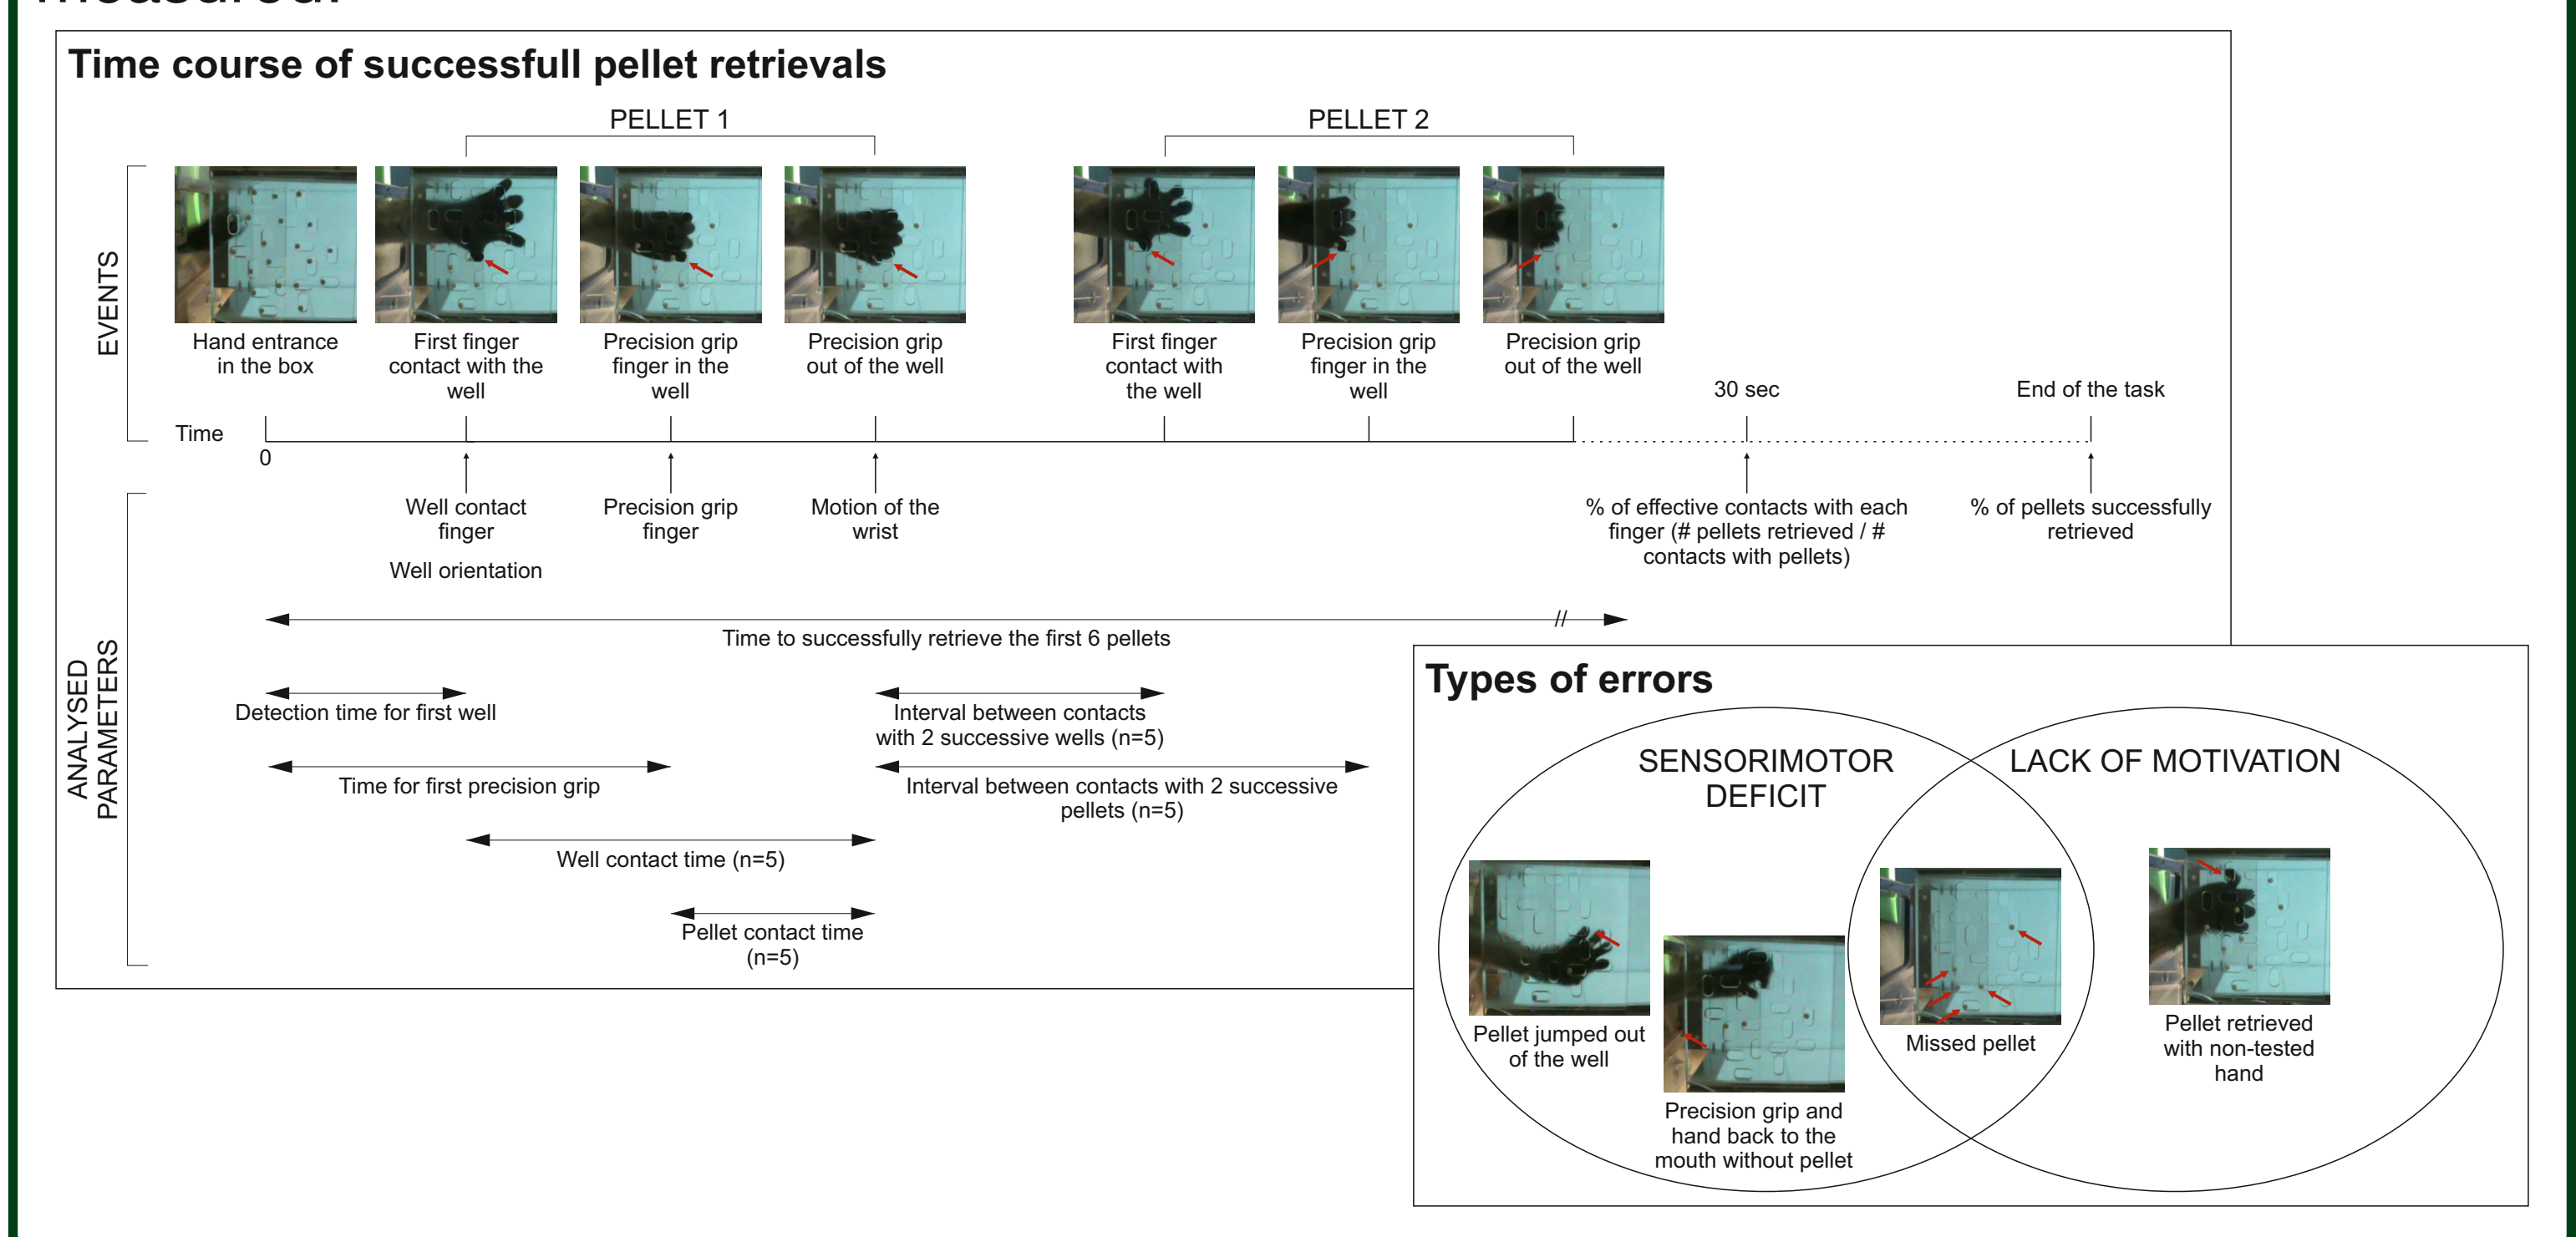 Time course of successfull pellet retrievals
PELLET 1
PELLET 2
EVENTS
Hand entrance
in the box
First finger
contact with the
well
Precision grip
finger in the
well
Precision grip
out of the well
First finger
contact with
the well
Precision grip
finger in the
well
Precision grip
out of the well
30 sec
End of the task
Time
0
ANALYSED
PARAMETERS
Well contact
finger
Well orientation
Precision grip
finger
Motion of the
wrist
% of effective contacts with each
finger (# pellets retrieved / #
contacts with pellets)
% of pellets successfully
retrieved
//
Time to successfully retrieve the first 6 pellets
Detection time for first well
Interval between contacts
with 2 successive wells (n=5)
Time for first precision grip
Interval between contacts with 2 successive
pellets (n=5)
Well contact time (n=5)
Pellet contact time
(n=5)
Types of errors
SENSORIMOTOR
DEFICIT
LACK OF MOTIVATION
Pellet jumped out
of the well
Precision grip and
hand back to the
mouth without pellet
Missed pellet
Pellet retrieved
with non-tested
hand